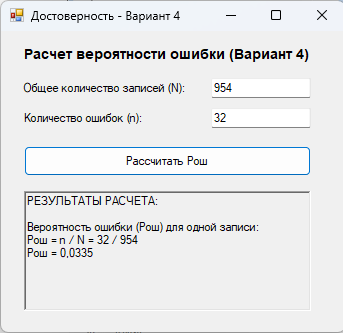 Достоверность - Вариант 4
Расчет вероятности ошибки (Вариант 4)
Общее количество записей (N): 954
Количество ошибок (n): 32
Рассчитать Рош
РЕЗУЛЬТАТЫ РАСЧЕТА:
Вероятность ошибки (Рош) для одной записи:
Рош = n / N = 32 / 954
Рош = 0,0335